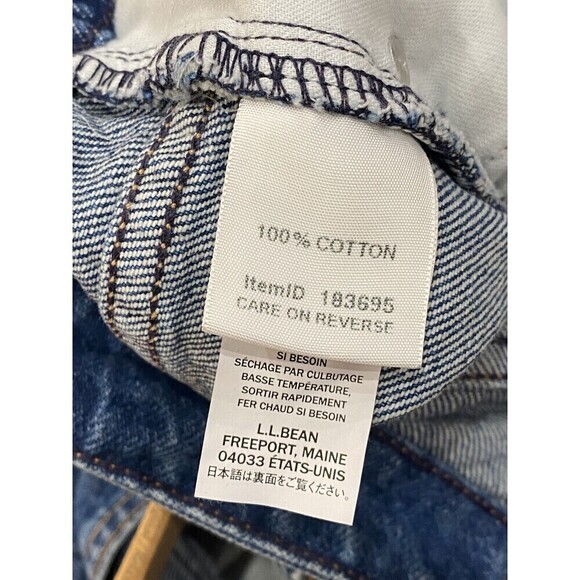 100% COTTON
ItemID 183695
CARE ON REVERSE
SI BESOIN
SÉCHAGE PAR CULBUTAGE
BASSE TEMPÉRATURE,
SORTIR RAPIDEMENT
FER CHAUD SI BESOIN
L.L.BEAN
FREEPORT, MAINE
04033 ÉTATS-UNIS
日本語は裏面をご覧ください。